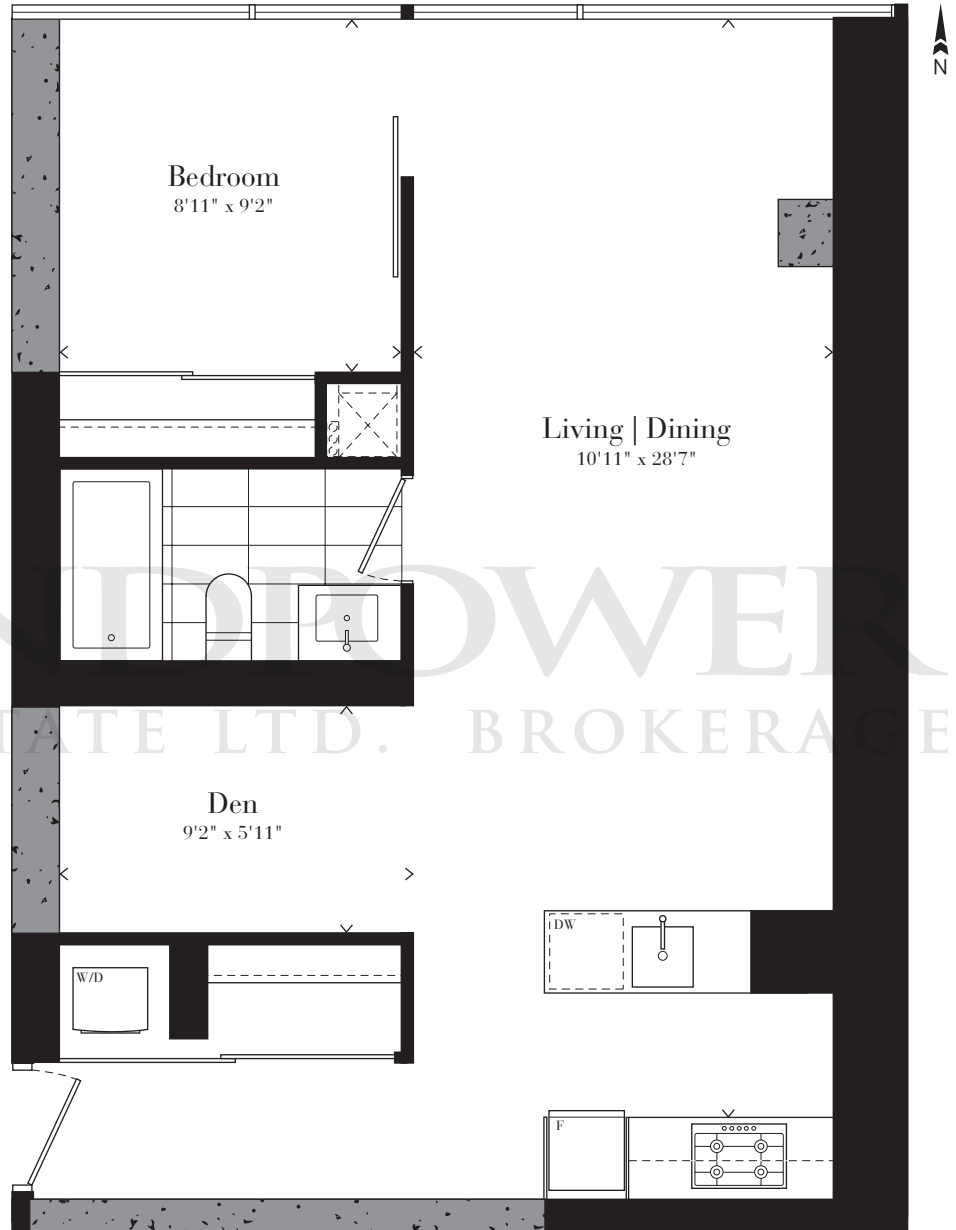 N
Bedroom
8'11" x 9'2"
Living | Dining
10'11" x 28'7"
NDPOWER
TATE LTD. BROKERAGE
Den
9'2" x 5'11"
DW
W/D
F